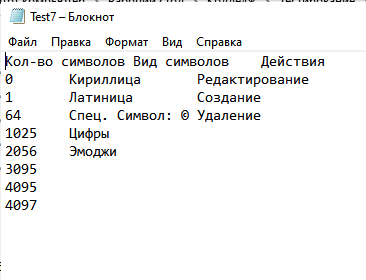 Test7 – Блокнот
Файл Правка Формат Вид Справка
Кол-во символов Вид символов Действия
0 Кириллица Редактирование
1 Латиница Создание
64 Спец. Символ: © Удаление
1025 Цифры
2056 Эмоджи
3095
4095
4097